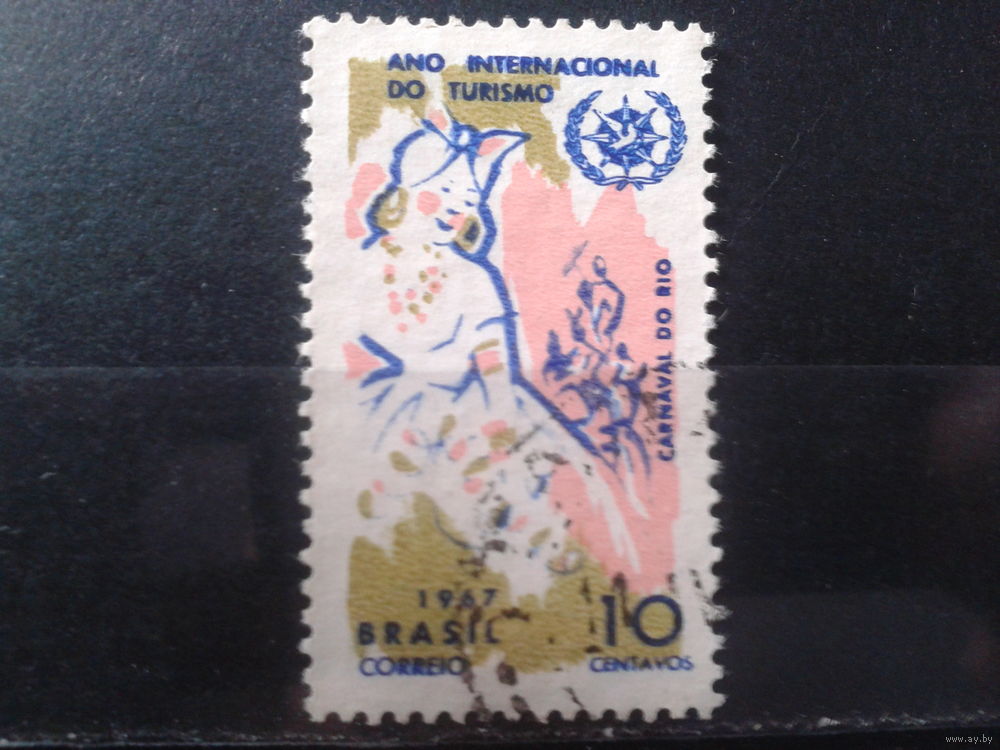 ANO INTERNACIONAL
DO TURISMO
CARNAVAL DO RIO
1967
BRASIL
CORREIO
10
CENTAVOS
www.ay.by